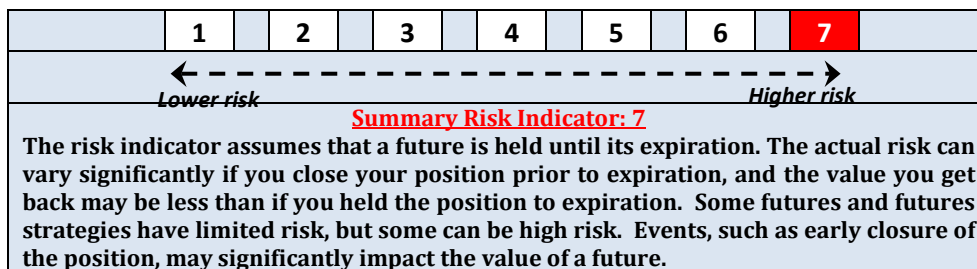 1 2 3 4 5 6 7
Lower risk Higher risk
Summary Risk Indicator: 7
The risk indicator assumes that a future is held until its expiration. The actual risk can
vary significantly if you close your position prior to expiration, and the value you get
back may be less than if you held the position to expiration.  Some futures and futures
strategies have limited risk, but some can be high risk.  Events, such as early closure of
the position, may significantly impact the value of a future.